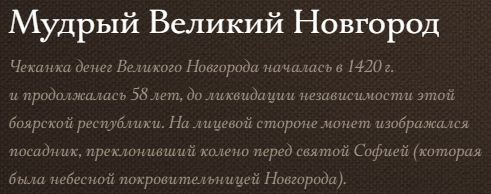 Мудрый Великий Новгород
Чеканка денег Великого Новгорода началась в 1420 г.
и продолжалась 58 лет, до ликвидации независимости этой
боярской республики. На лицевой стороне монет изображался
посадник, преклонивший колено перед святой Софией (которая
была небесной покровительницей Новгорода).